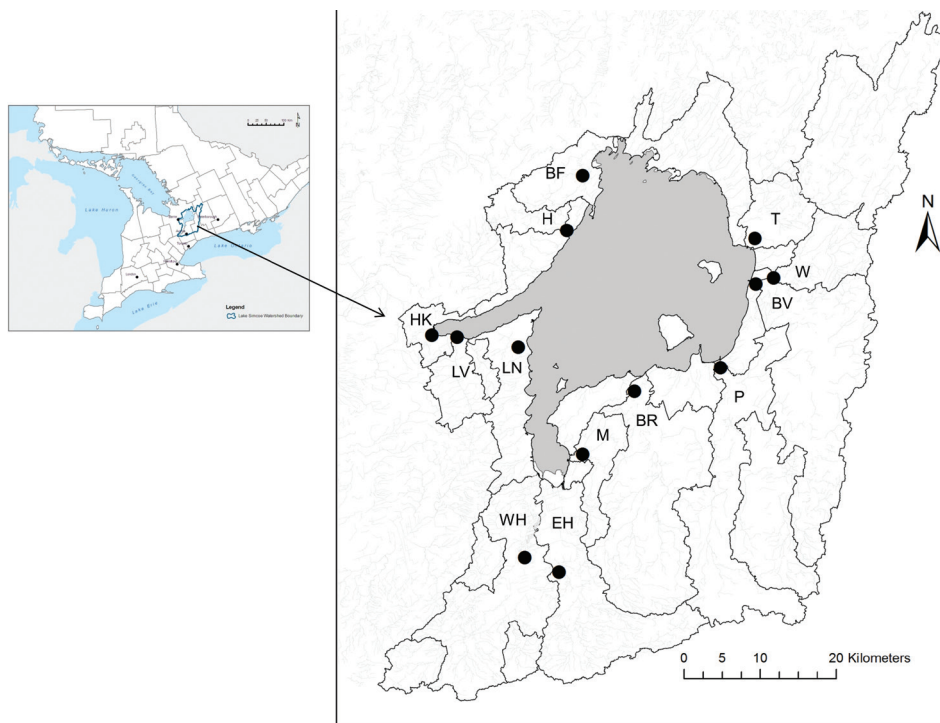 Lake Huron
Lake Ontario
Lake Erie
Legend
Lake Simcoe Watershed Boundary
BF
H
HK
LV
LN
T
W
BV
P
BR
M
WH
EH
N
0 5 10 20 Kilometers